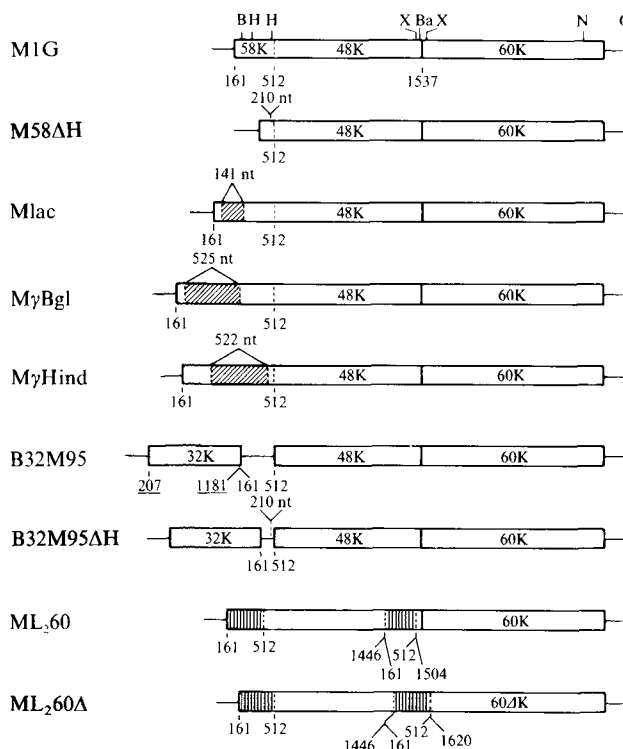 B H H X Ba X N C
M1G 58K 48K 60K
161 512 1537
210 nt
M58ΔH 48K 60K
512
141 nt
Mlac 48K 60K
161 512
525 nt
MγBgl 48K 60K
161 512
522 nt
MγHind 48K 60K
161 512
B32M95 32K 48K 60K
207 1181 161 512
210 nt
B32M95ΔH 32K 48K 60K
161 512
ML₂60 60K
161 512 1446 161 512 1504
ML₂60Δ 60ΔK
161 512 1446 161 512 1620